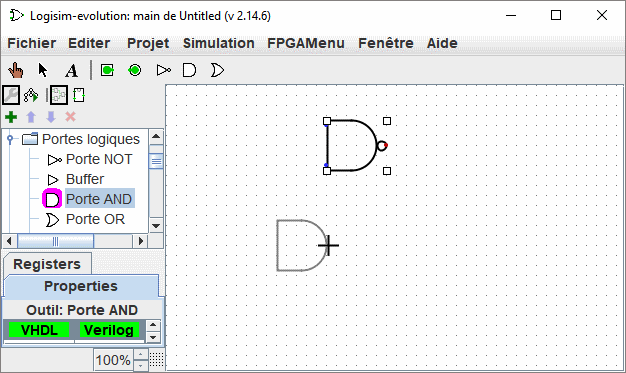 Logisim-evolution: main de Untitled (v 2.14.6)
Fichier Editer Projet Simulation FPGAMenu Fenêtre Aide
A
Portes logiques
Porte NOT
Buffer
Porte AND
Porte OR
Registers
Properties
Outil: Porte AND
VHDL Verilog
100%